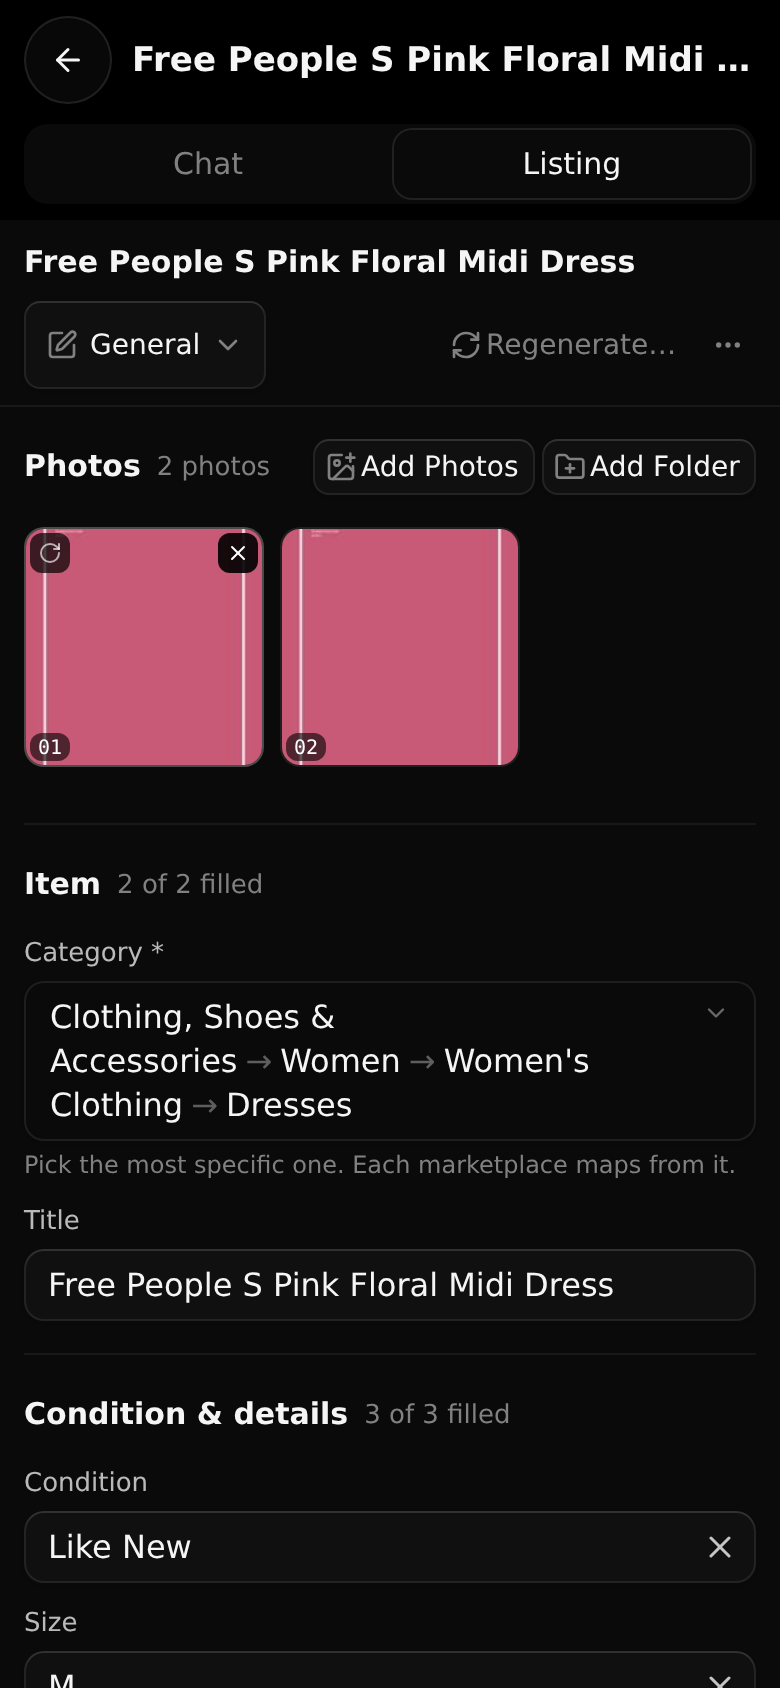 Free People S Pink Floral Midi ...
Chat
Listing
Free People S Pink Floral Midi Dress
General
Regenerate...
Photos 2 photos
Add Photos
Add Folder
01
02
Item 2 of 2 filled
Category *
Clothing, Shoes &
Accessories → Women → Women's
Clothing → Dresses
Pick the most specific one. Each marketplace maps from it.
Title
Free People S Pink Floral Midi Dress
Condition & details 3 of 3 filled
Condition
Like New
Size
M